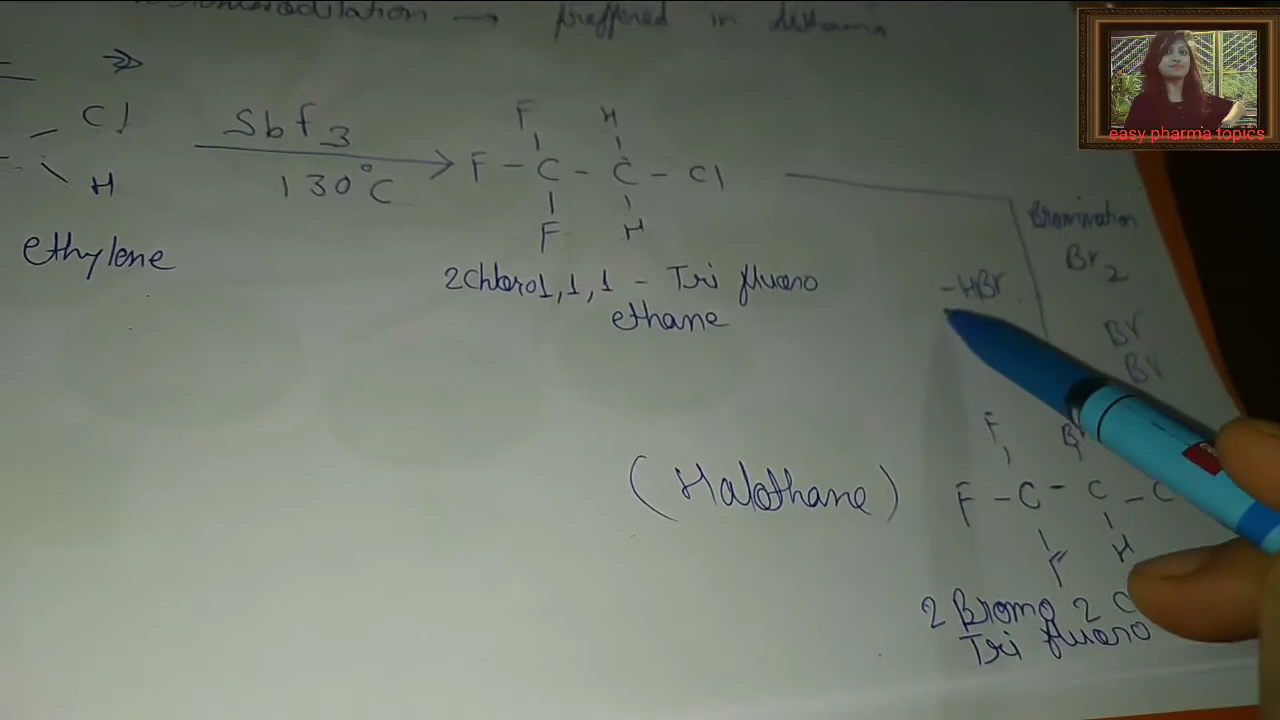 → preffered in
Cl
H
ethylene
SbF3
130°C
F H
F - C - C - Cl
F H
2Chloro1,1,1 - Tri fluoro
ethane
Bromination
Br2
-HBr
Br
Br
(Halothane)
F Br
F - C - C - C
F H
2 Bromo 2 C
Tri fluoro
easy pharma topics